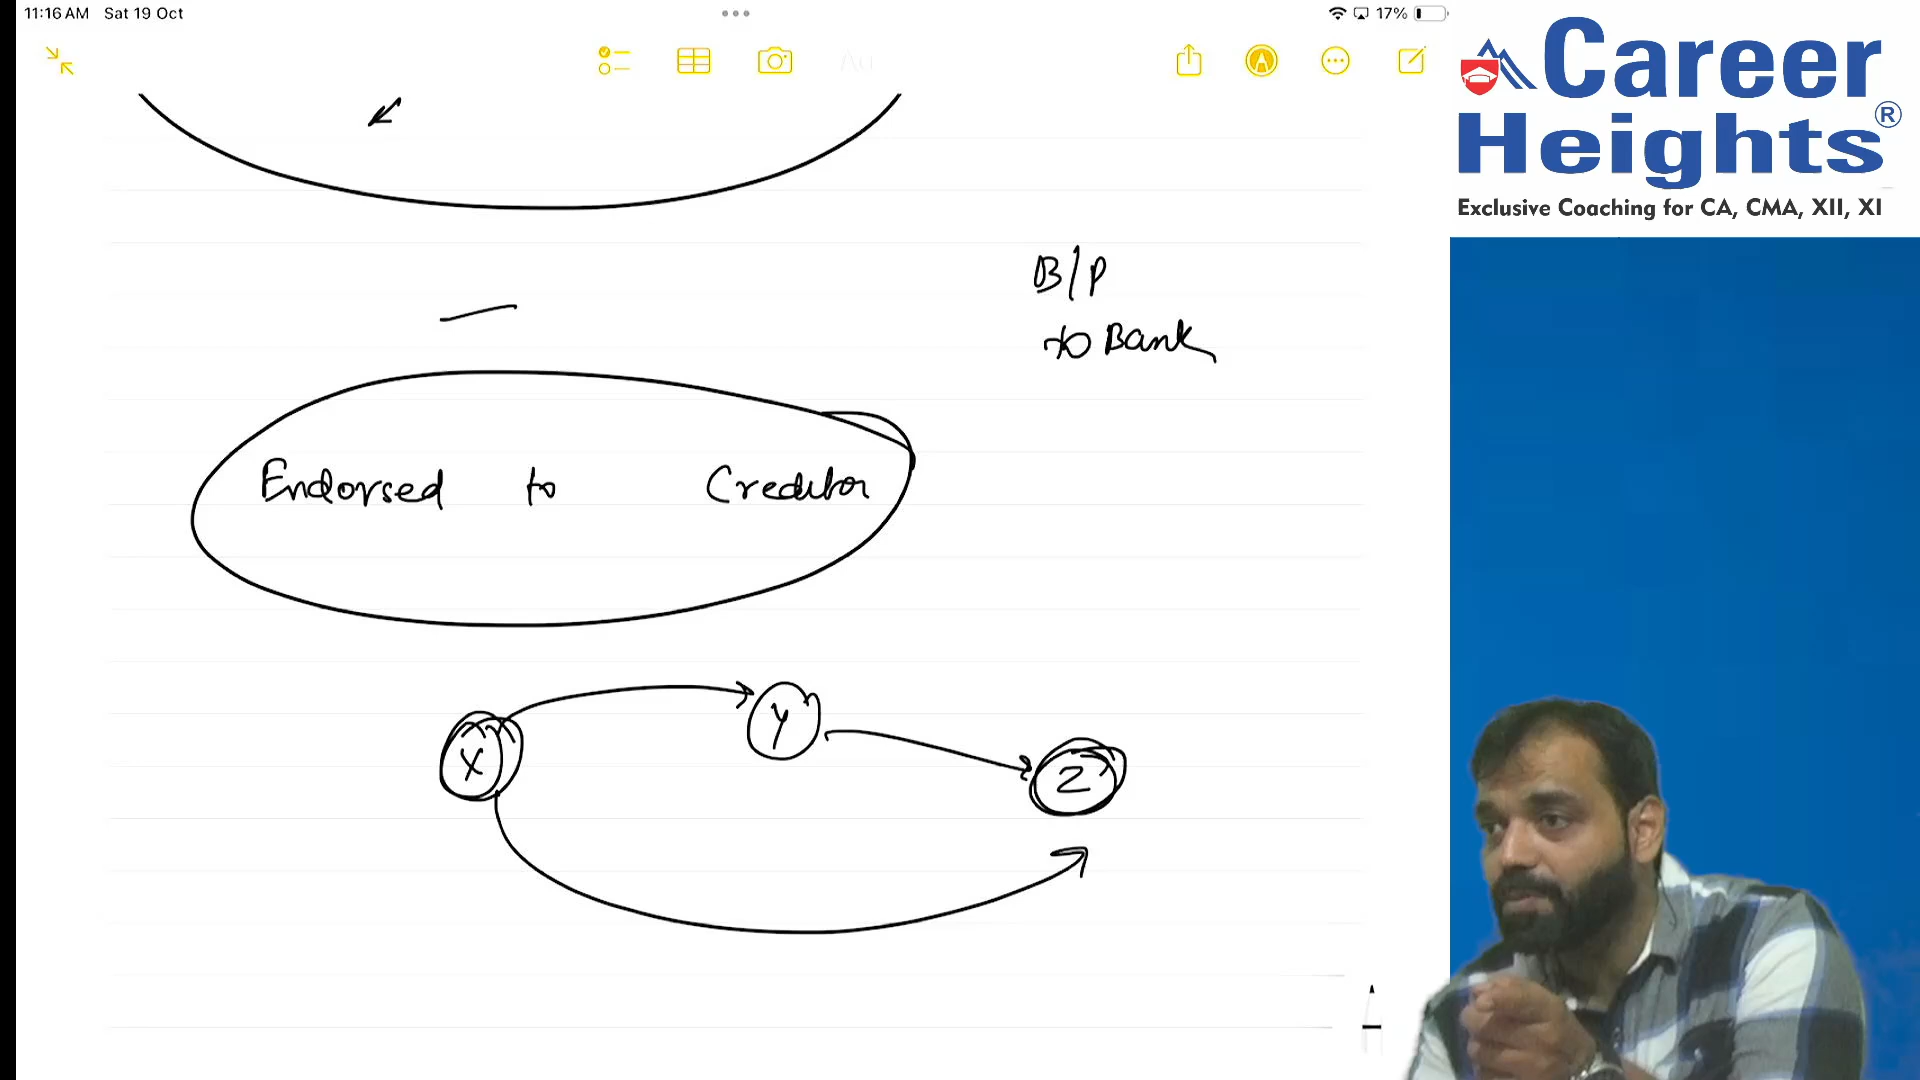 11:16 AM Sat 19 Oct
17%
Aa
Career
Heights®
Exclusive Coaching for CA, CMA, XII, XI
B/P
to Bank
Endorsed to Creditor
X
Y
Z